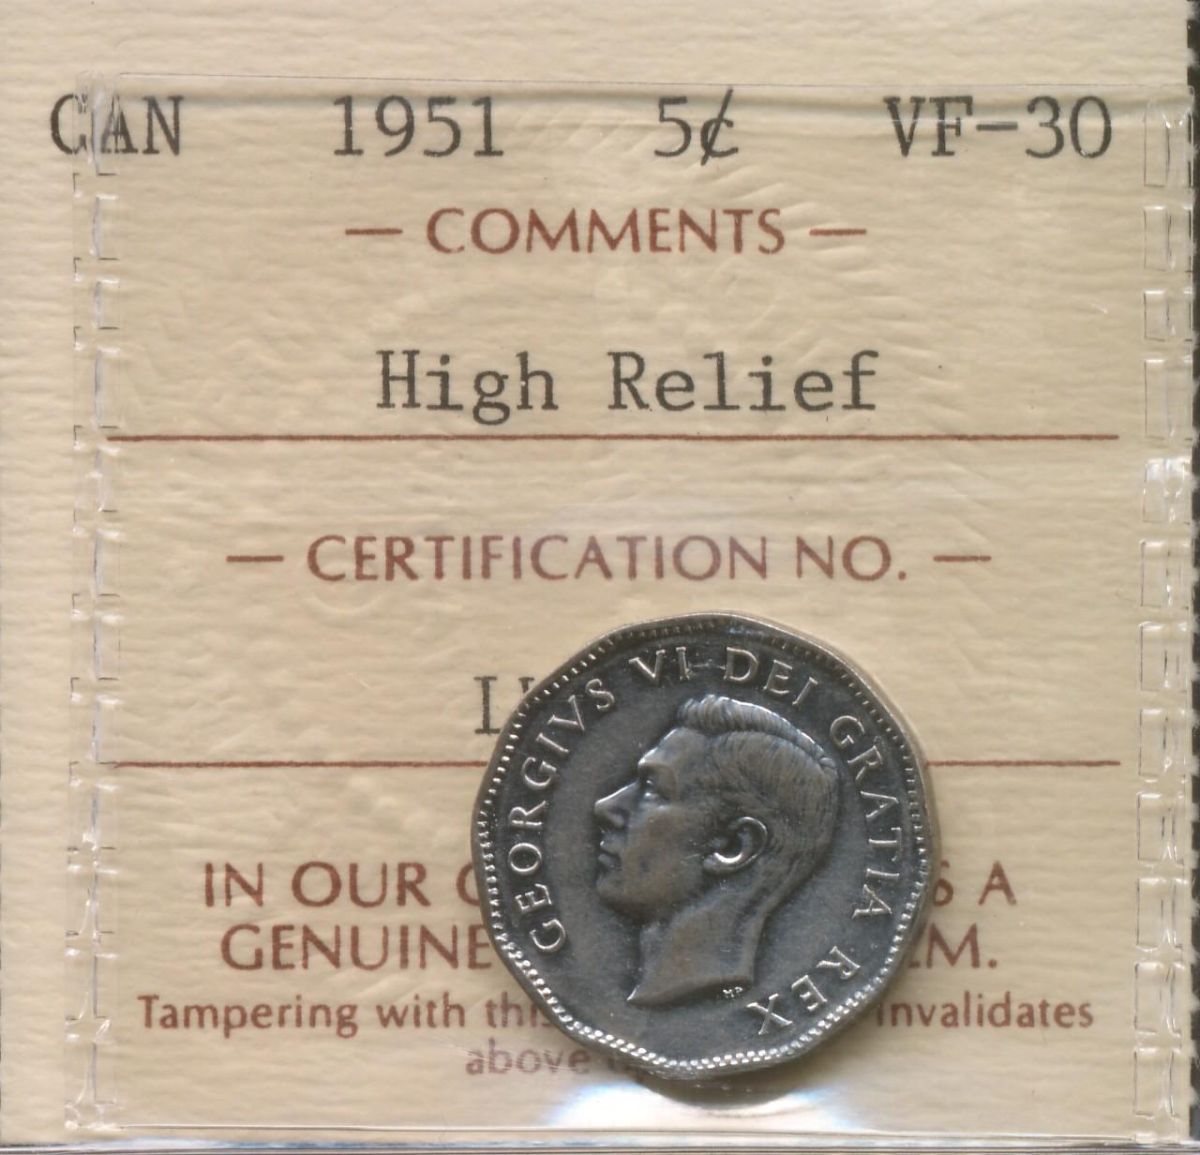 CAN 1951 5¢ VF-30
— COMMENTS —
High Relief
— CERTIFICATION NO. —
GEORGIVS VI DEI GRATIA REX
HP
IN OUR A
GENUINE
Tampering with invalidates
above